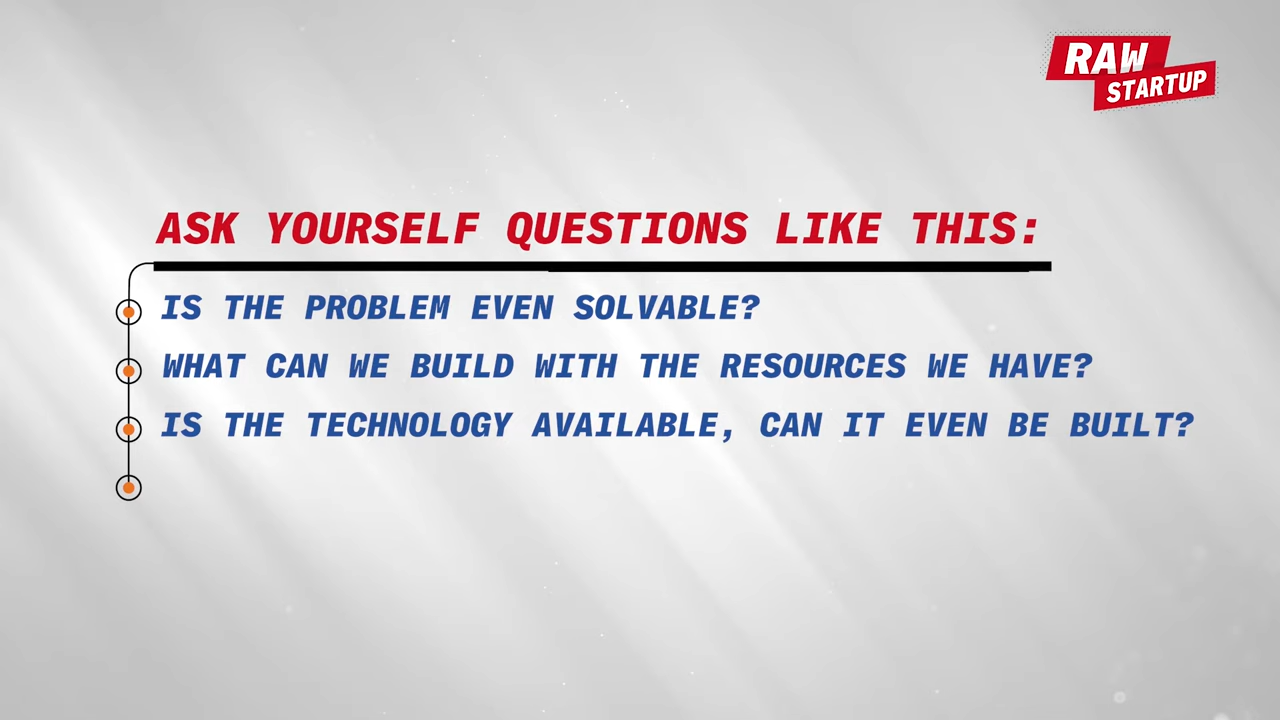 RAW
STARTUP
ASK YOURSELF QUESTIONS LIKE THIS:
IS THE PROBLEM EVEN SOLVABLE?
WHAT CAN WE BUILD WITH THE RESOURCES WE HAVE?
IS THE TECHNOLOGY AVAILABLE, CAN IT EVEN BE BUILT?